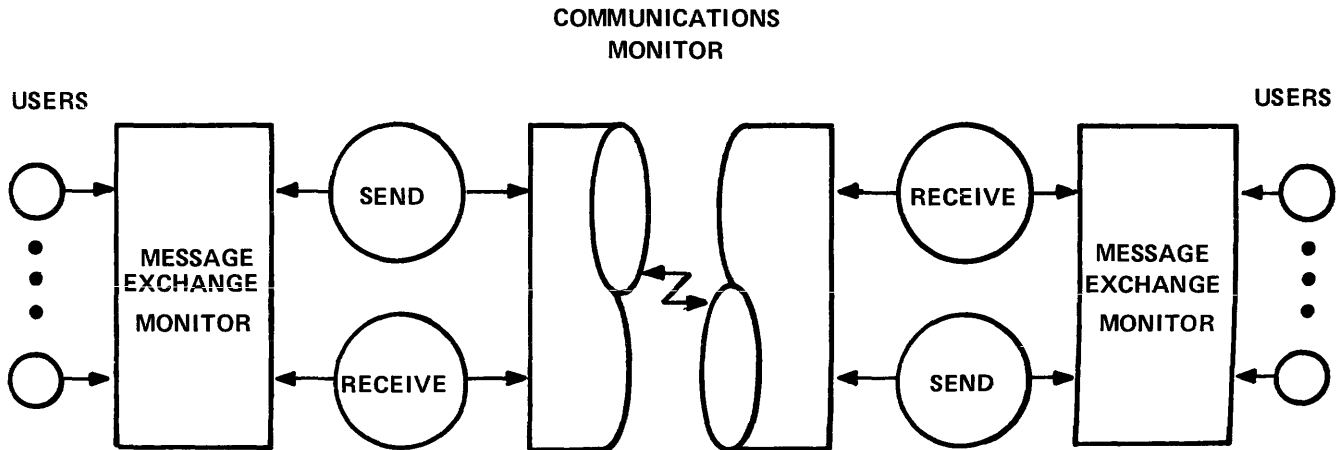 COMMUNICATIONS
MONITOR
USERS
USERS
SEND
RECEIVE
MESSAGE
EXCHANGE
MONITOR
MESSAGE
EXCHANGE
MONITOR
RECEIVE
SEND